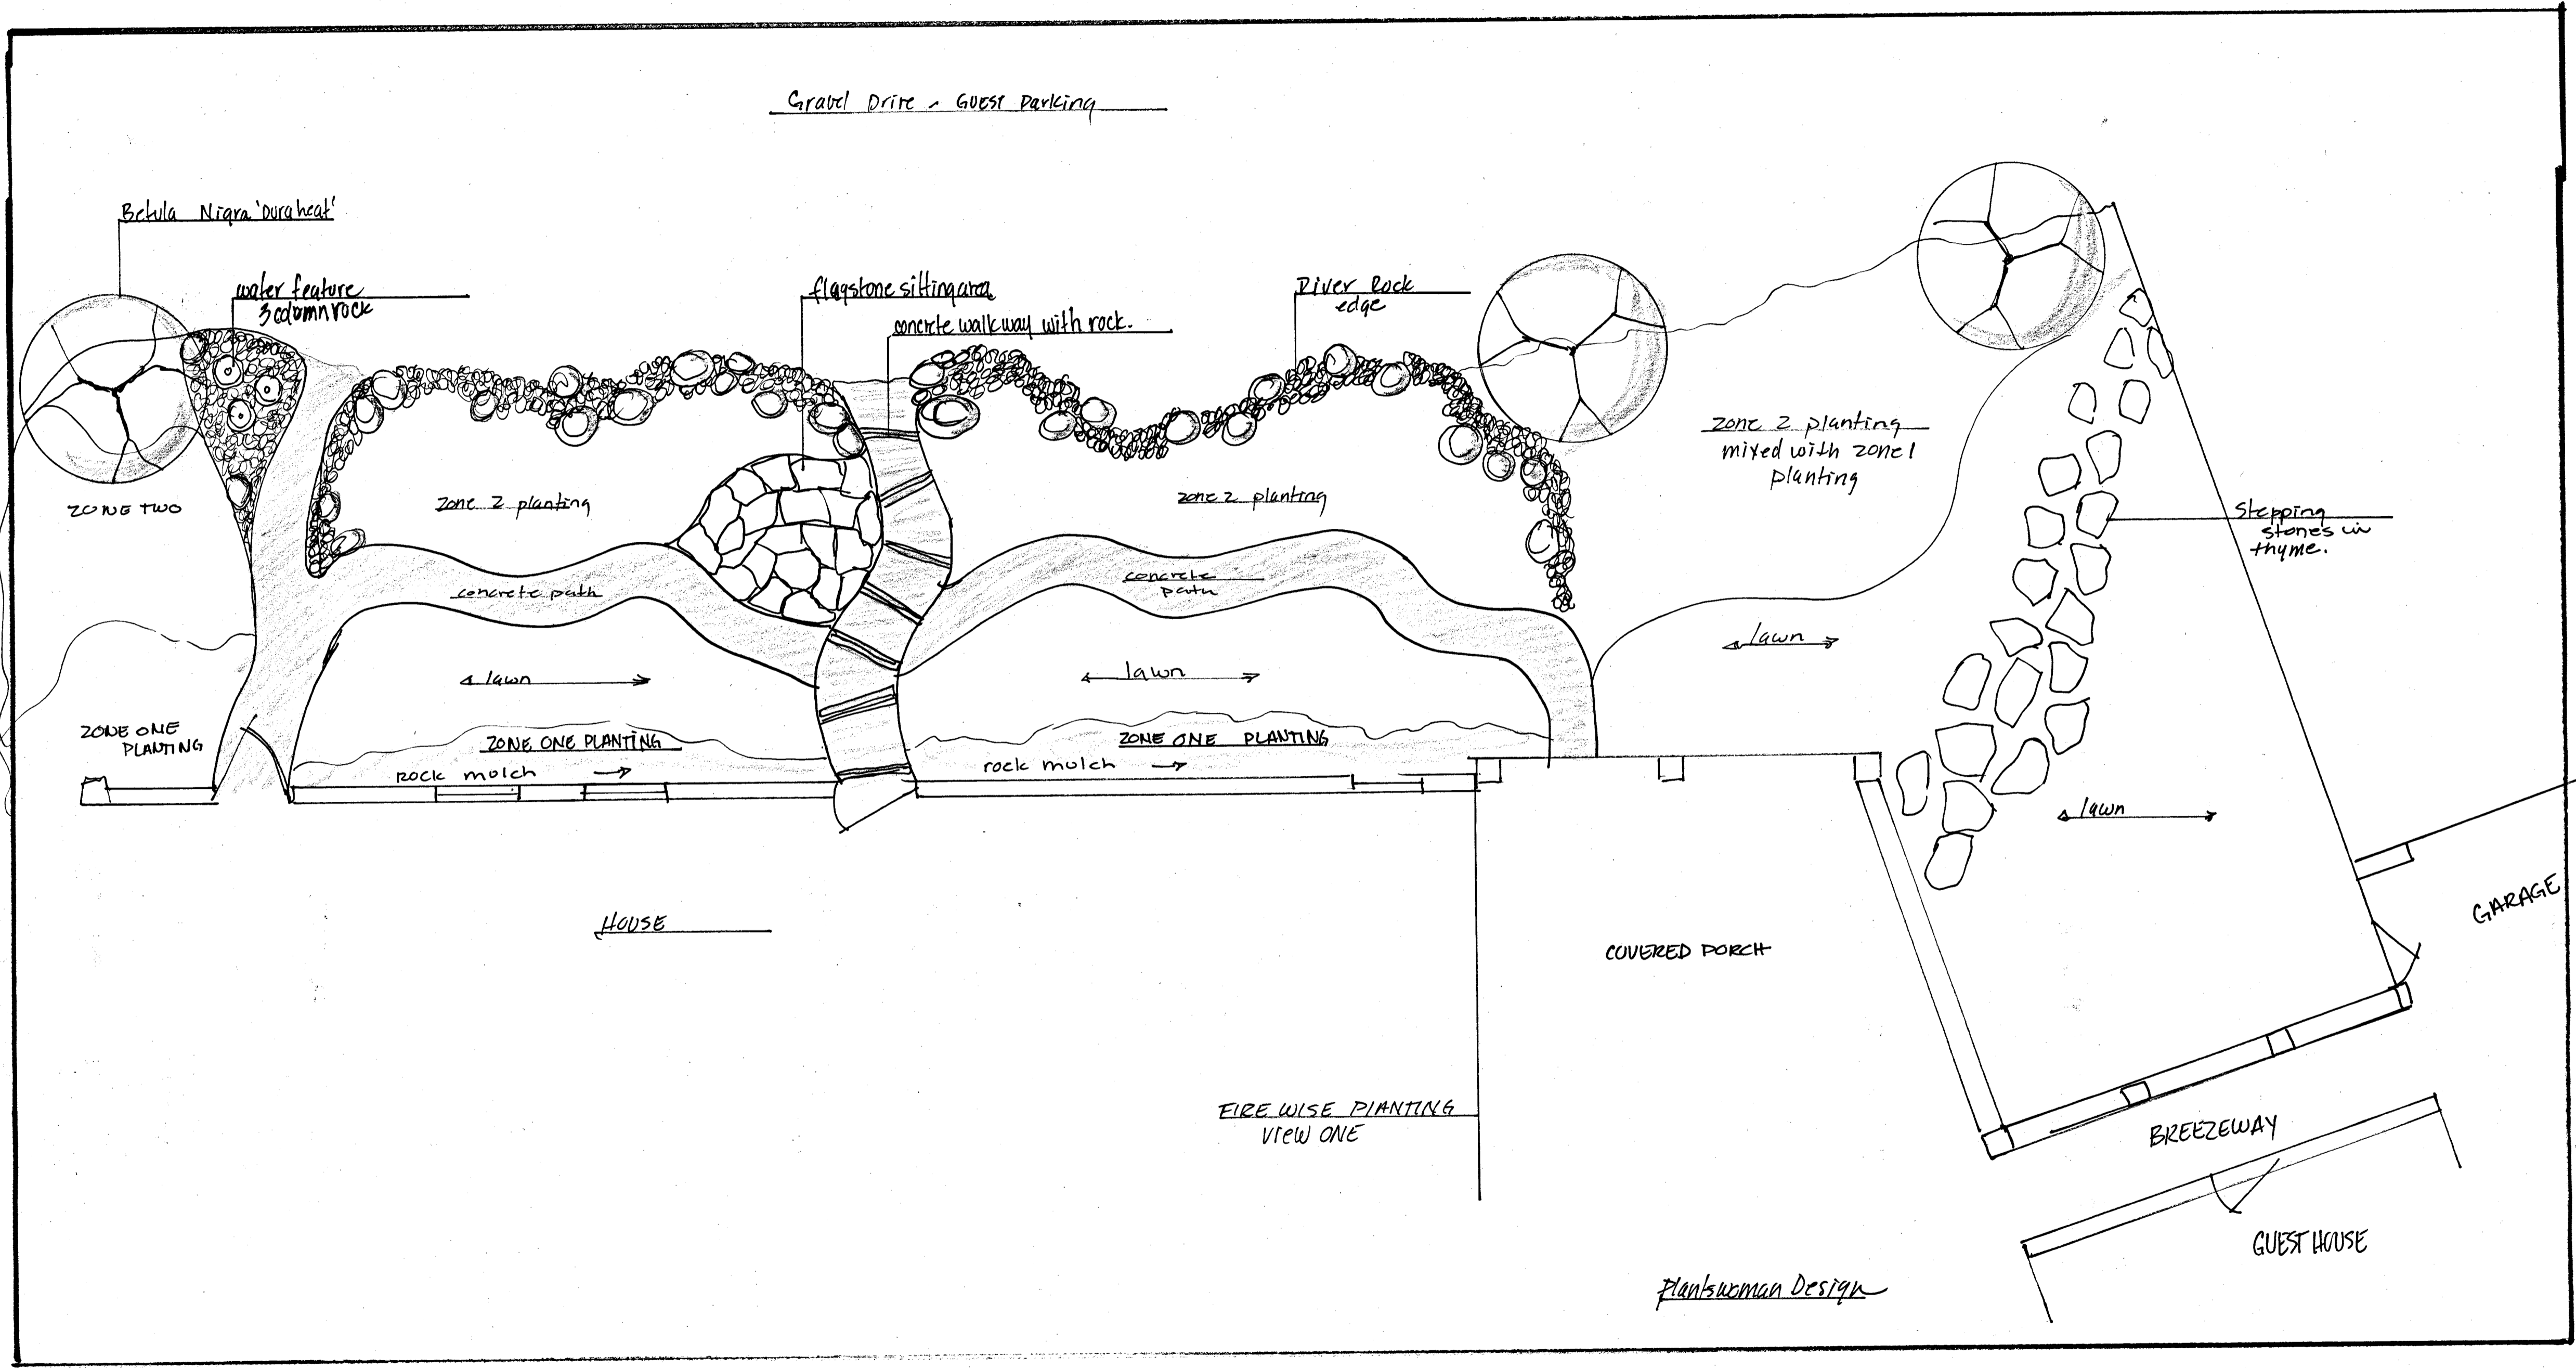 Gravel Drive - Guest Parking
Betula Nigra 'Duraheat'
water feature
3 column rock
flagstone sitting area
concrete walkway with rock.
River Rock
edge
zone 2 planting
mixed with zone 1
planting
ZONE TWO
zone 2 planting
zone 2 planting
Stepping
stones in
thyme.
concrete path
concrete
path
lawn
lawn
lawn
ZONE ONE
PLANTING
ZONE ONE PLANTING
ZONE ONE PLANTING
rock mulch
rock mulch
lawn
GARAGE
HOUSE
COVERED PORCH
FIRE WISE PLANTING
VIEW ONE
BREEZEWAY
GUEST HOUSE
Plantswoman Design